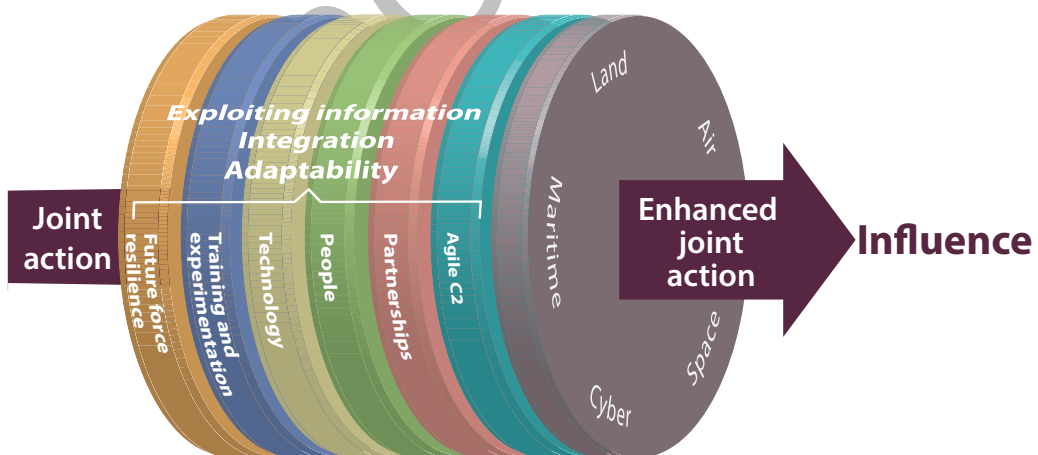 Exploiting information
Integration
Adaptability
Joint
action
Future force
resilience
Training and
experimentation
Technology
People
Partnerships
Agile C2
Land
Air
Maritime
Space
Cyber
Enhanced
joint
action
Influence